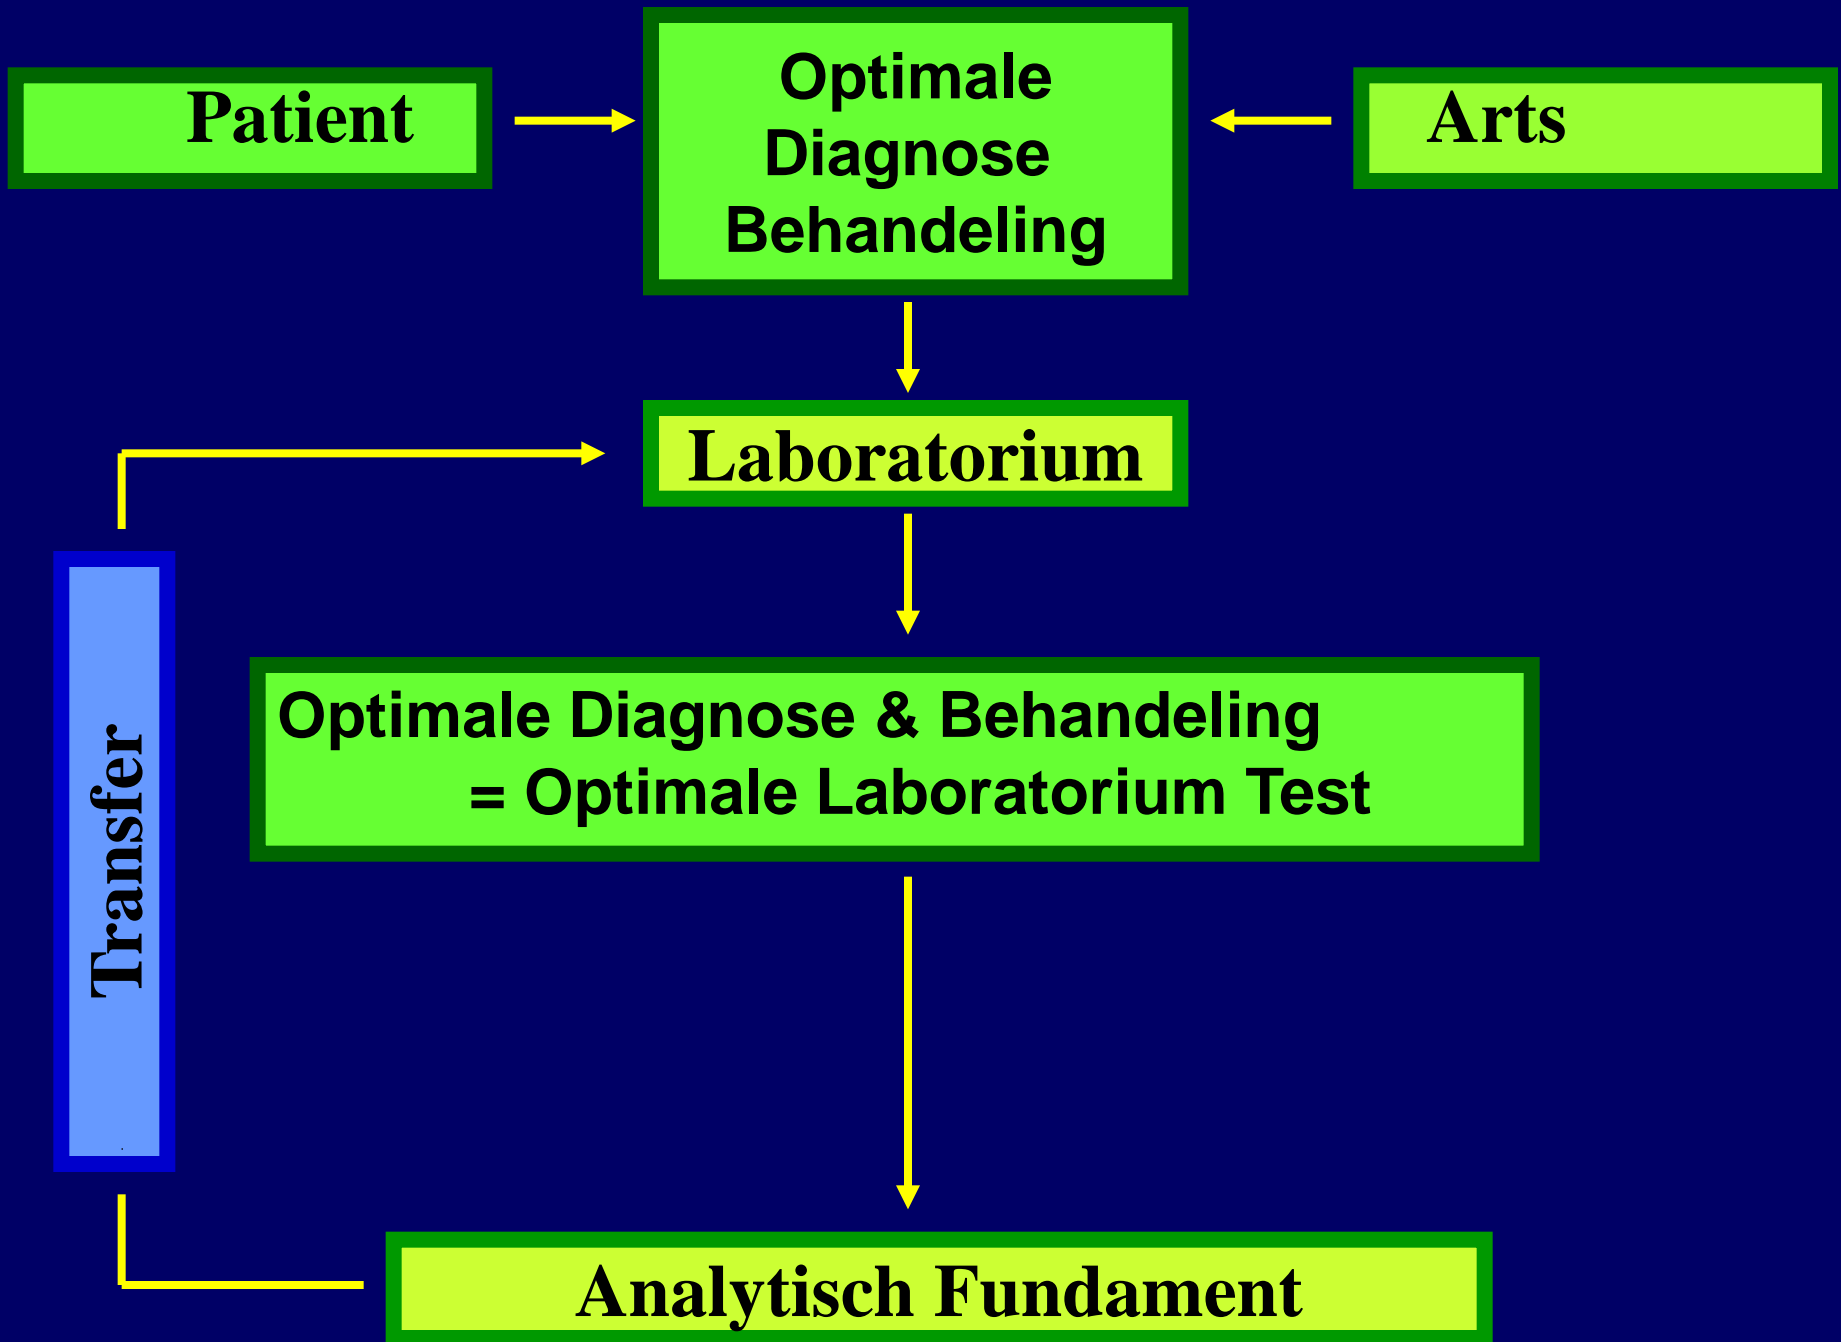 Patient
Optimale
Diagnose
Behandeling
Arts
Laboratorium
Optimale Diagnose & Behandeling
= Optimale Laboratorium Test
Transfer
Analytisch Fundament